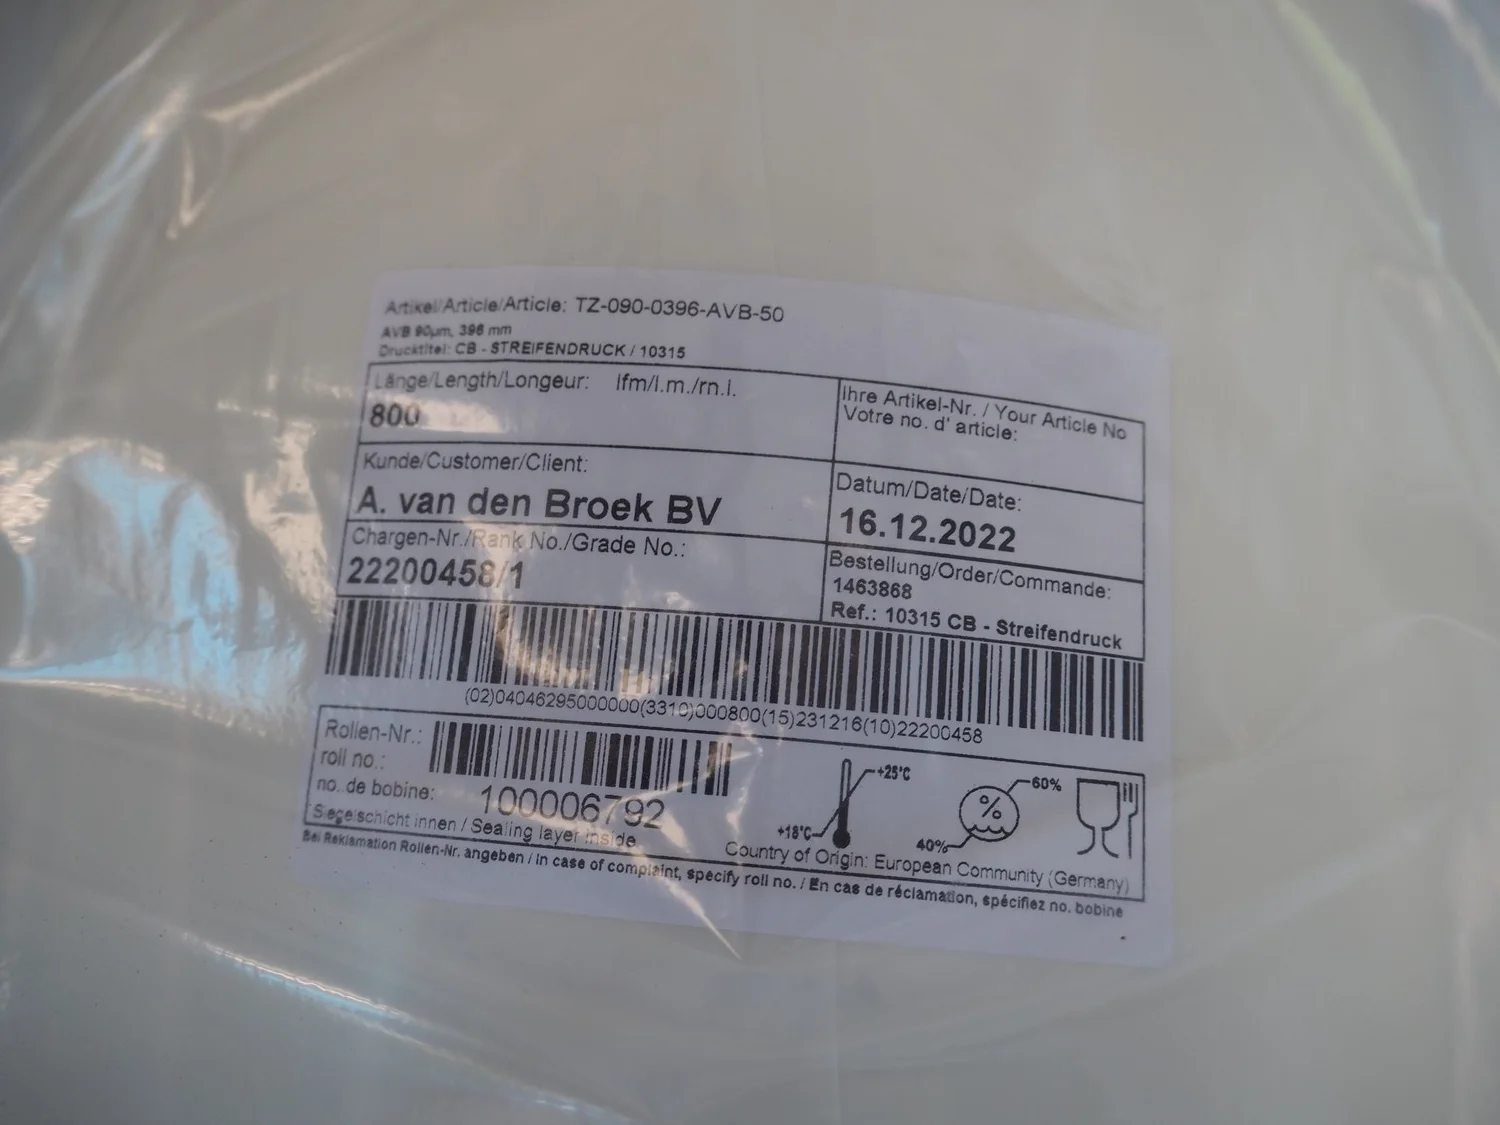 Artikel/Article/Article: TZ-090-0396-AVB-50
AVB 90µm, 396 mm
Drucktitel: CB - STREIFENDRUCK / 10315
Länge/Length/Longeur: lfm/l.m./rn.l.
800
Ihre Artikel-Nr. / Your Article No
Votre no. d' article:
Kunde/Customer/Client:
A. van den Broek BV
Datum/Date/Date:
16.12.2022
Chargen-Nr./Rank No./Grade No.:
22200458/1
Bestellung/Order/Commande:
1463868
Ref.: 10315 CB - Streifendruck
(02)04046295000000(3310)000800(15)231216(10)22200458
Rollen-Nr.:
roll no.:
no. de bobine: 100006792
Siegelschicht innen / Sealing layer inside
+25°C
+18°C
60%
%
40%
Country of Origin: European Community (Germany)
Bei Reklamation Rollen-Nr. angeben / In case of complaint, specify roll no. / En cas de réclamation, spécifiez no. bobine